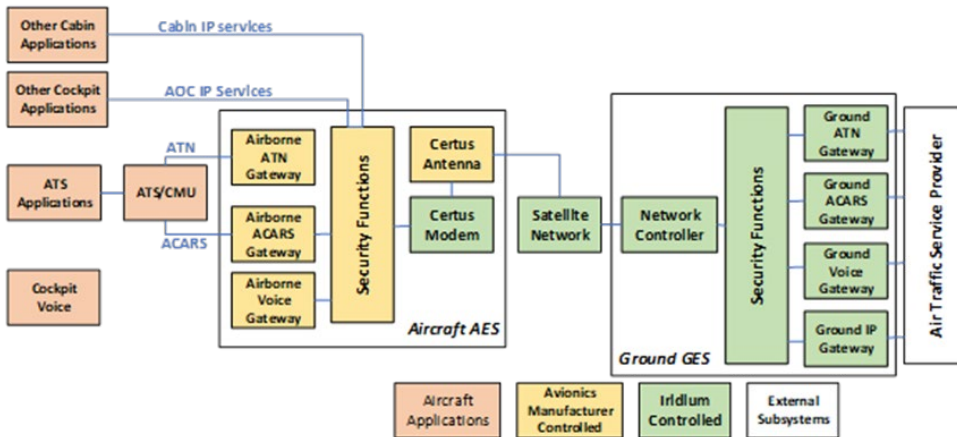 Other Cabin
Applications
Cabin IP services
Other Cockpit
Applications
AOC IP Services
ATS
Applications
ATS/CMU
ATN
ACARS
Cockpit
Voice
Airborne
ATN
Gateway
Airborne
ACARS
Gateway
Airborne
Voice
Gateway
Security Functions
Certus
Antenna
Certus
Modem
Aircraft AES
Satellite
Network
Network
Controller
Security Functions
Ground
ATN
Gateway
Ground
ACARS
Gateway
Ground
Voice
Gateway
Ground IP
Gateway
Ground GES
Air Traffic Service Provider
Aircraft
Applications
Avionics
Manufacturer
Controlled
Iridium
Controlled
External
Subsystems